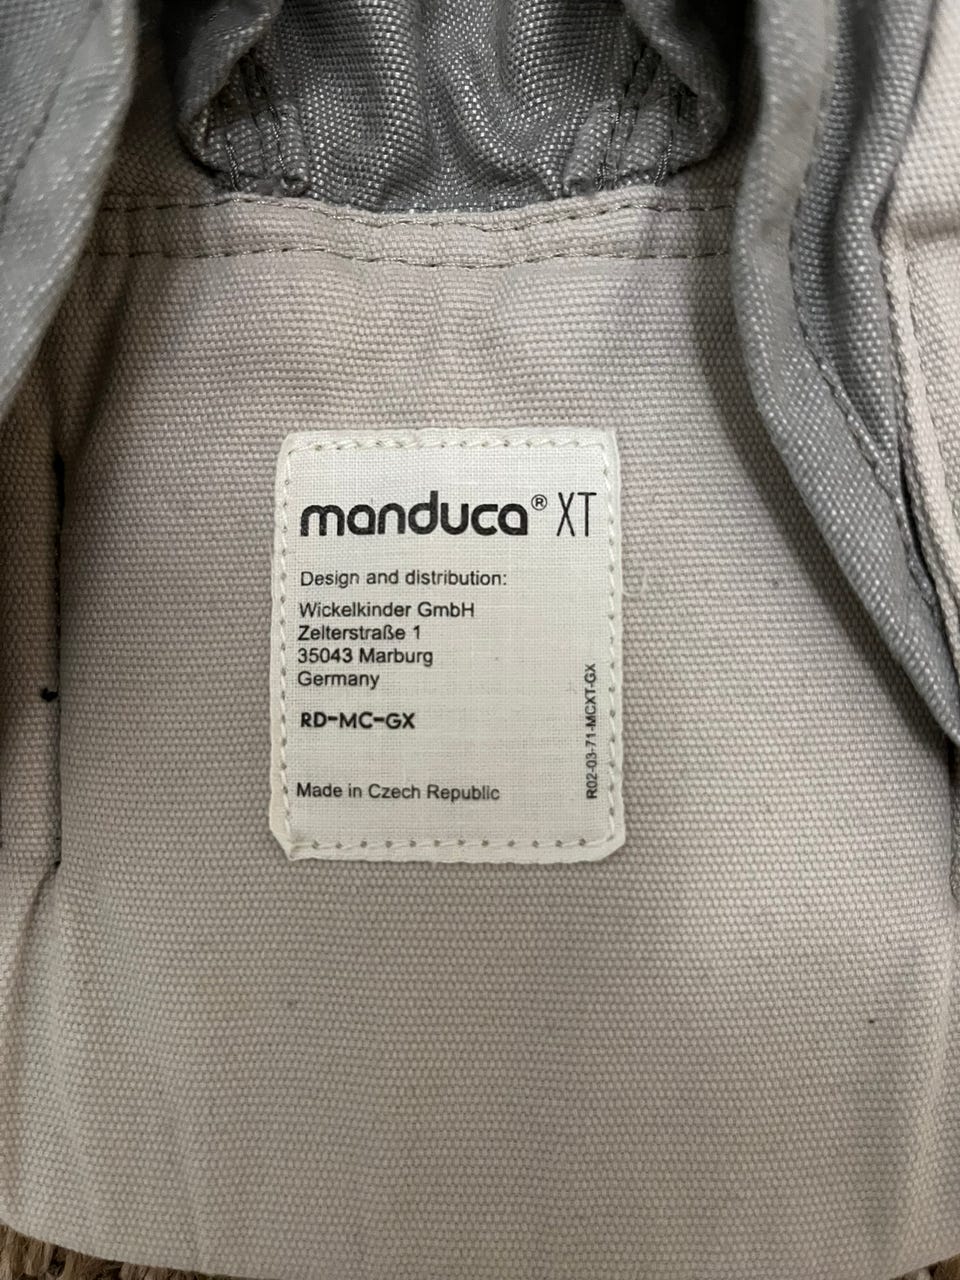 manduca® XT
Design and distribution:
Wickelkinder GmbH
Zelterstraße 1
35043 Marburg
Germany
RD-MC-GX
Made in Czech Republic
R02-03-71-MCXT-GX